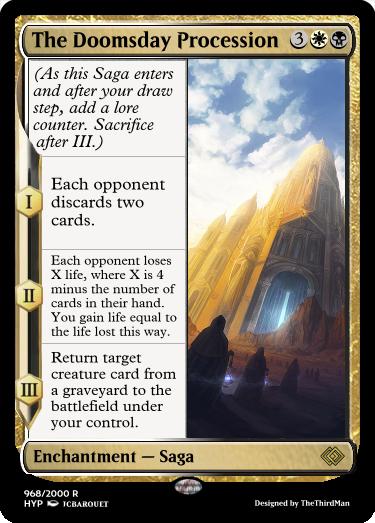 The Doomsday Procession 3
(As this Saga enters
and after your draw
step, add a lore
counter. Sacrifice
after III.)
I
Each opponent
discards two
cards.
II
Each opponent loses
X life, where X is 4
minus the number of
cards in their hand.
You gain life equal to
the life lost this way.
III
Return target
creature card from
a graveyard to the
battlefield under
your control.
Enchantment — Saga
968/2000 R
HYP JCBARQUET
Designed by TheThirdMan